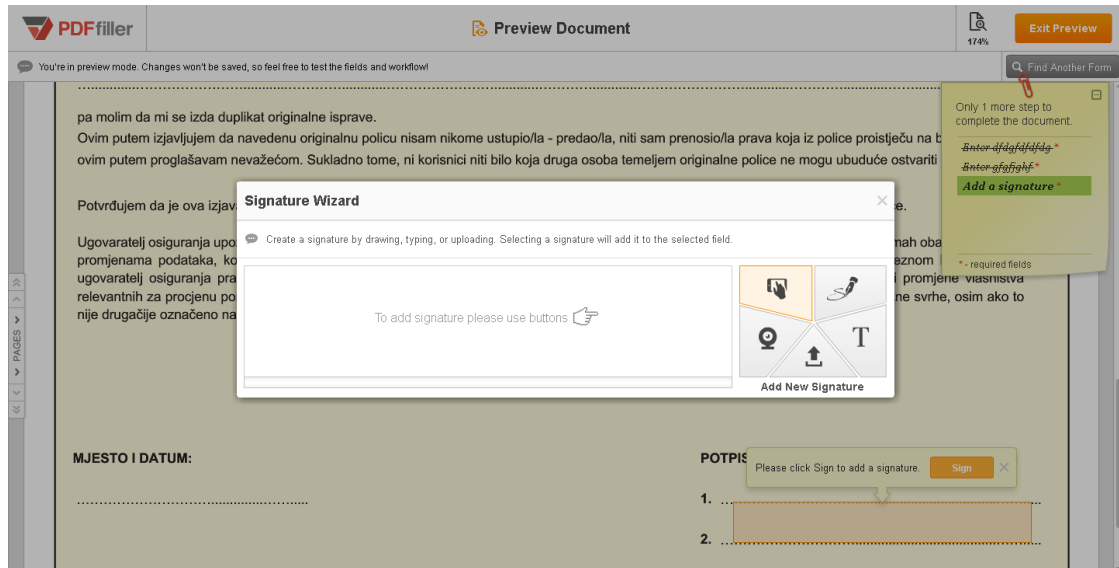 PDFfiller
Preview Document
174%
Exit Preview
You're in preview mode. Changes won't be saved, so feel free to test the fields and workflow!
Find Another Form
pa molim da mi se izda duplikat originalne isprave.
Ovim putem izjavljujem da navedenu originalnu policu nisam nikome ustupio/la - predao/la, niti sam prenosio/la prava koja iz police proistječu na b
ovim putem proglašavam nevažećom. Sukladno tome, ni korisnici niti bilo koja druga osoba temeljem originalne police ne mogu ubuduće ostvariti
Potvrđujem da je ova izjav
ce.
Ugovaratelj osiguranja upo
mah oba
promjenama podataka, ko
eznom
ugovaratelj osiguranja pra
i promjene vlasništva
relevantnih za procjenu po
ne svrhe, osim ako to
nije drugačije označeno na
Only 1 more step to
complete the document.
Enter dfdgfdfdfdg *
Enter gfgfjghf *
Add a signature *
* - required fields
Signature Wizard
Create a signature by drawing, typing, or uploading. Selecting a signature will add it to the selected field.
To add signature please use buttons
T
Add New Signature
PAGES
MJESTO I DATUM:
POTPIS
Please click Sign to add a signature.
Sign
1.
2.